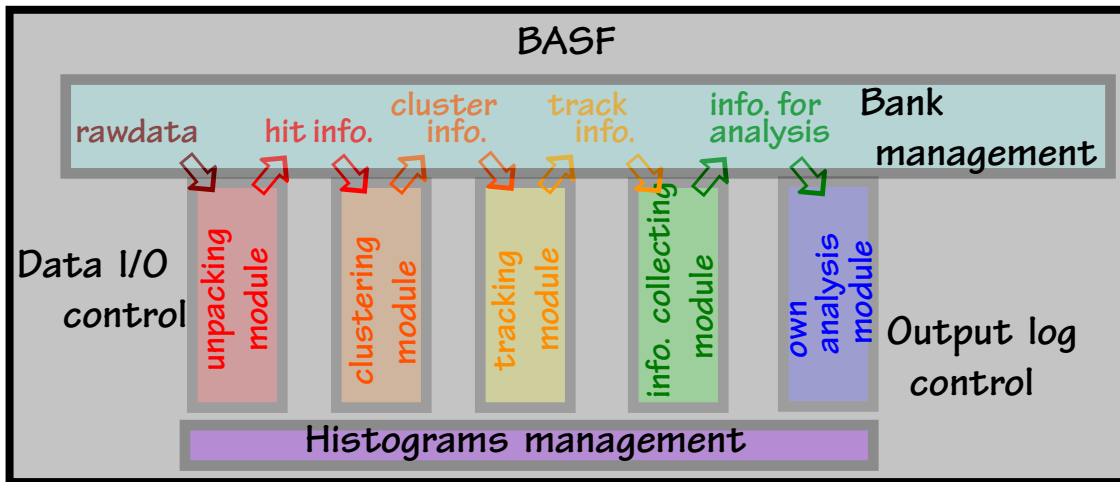 BASF
rawdata
hit info.
cluster
info.
track
info.
info. for
analysis
Bank
management
Data I/O
control
unpacking
module
clustering
module
tracking
module
info. collecting
module
own
analysis
module
Output log
control
Histograms management